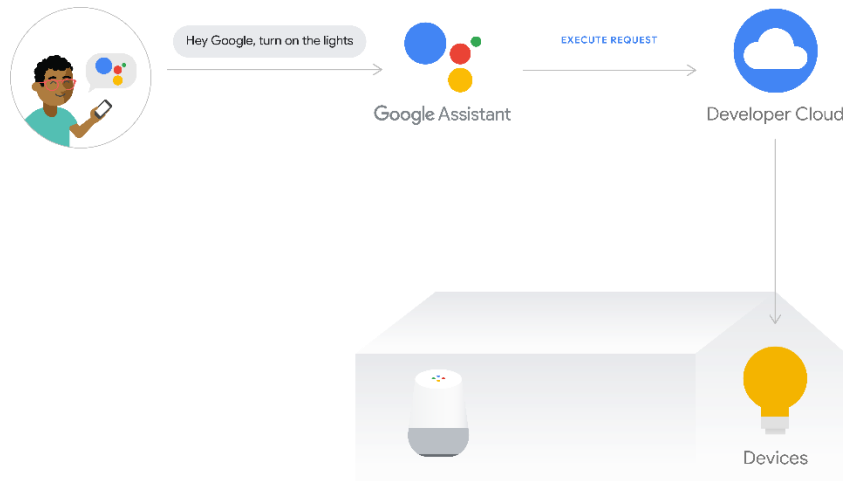 Hey Google, turn on the lights
EXECUTE REQUEST
Google Assistant
Developer Cloud
Devices